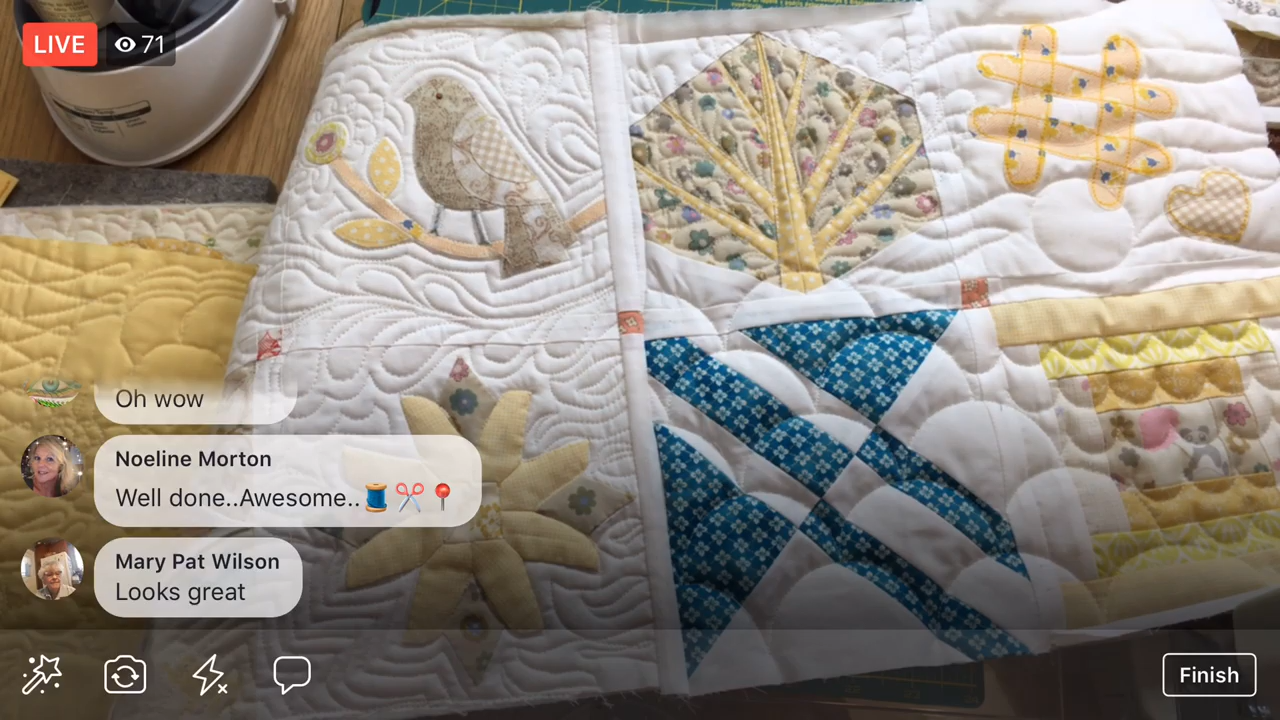 LIVE 71
Oh wow
Noeline Morton
Well done..Awesome..🧵✂️📍
Mary Pat Wilson
Looks great
Finish